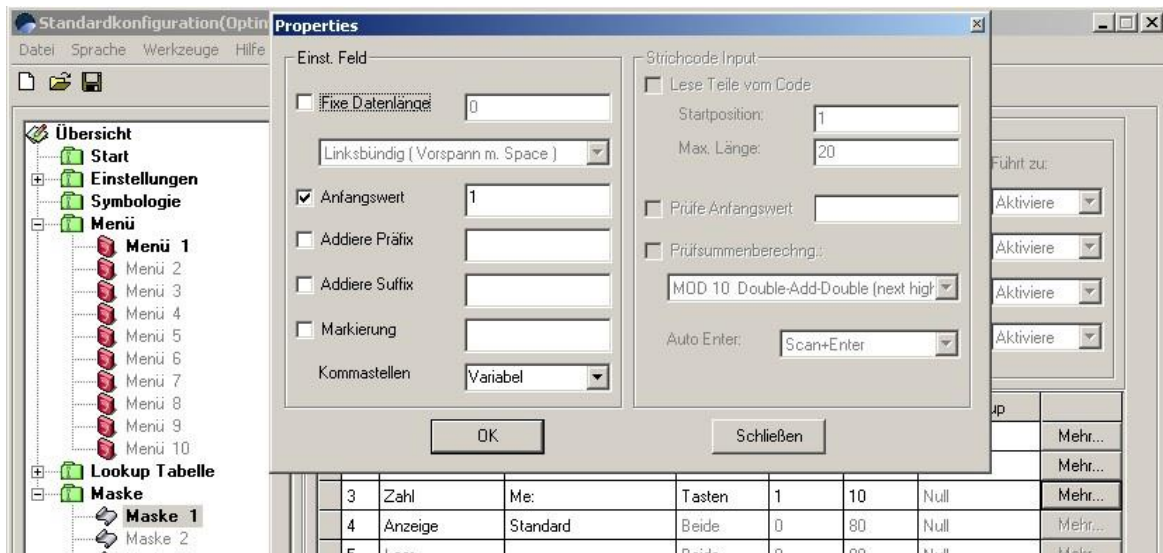 Standardkonfiguration(Optin
Datei Sprache Werkzeuge Hilfe
Übersicht
Start
Einstellungen
Symbologie
Menü
Menü 1
Menü 2
Menü 3
Menü 4
Menü 5
Menü 6
Menü 7
Menü 8
Menü 9
Menü 10
Lookup Tabelle
Maske
Maske 1
Maske 2
Properties
Einst. Feld
Fixe Datenlänge 0
Linksbündig ( Vorspann m. Space )
Anfangswert 1
Addiere Präfix
Addiere Suffix
Markierung
Kommastellen Variabel
Strichcode Input
Lese Teile vom Code
Startposition: 1
Max. Länge: 20
Prüfe Anfangswert
Prüfsummenberechng.:
MOD 10 Double-Add-Double (next high
Auto Enter: Scan+Enter
OK Schließen
Führt zu:
Aktiviere
Aktiviere
Aktiviere
Aktiviere
up
Mehr...
Mehr...
3 Zahl Me: Tasten 1 10 Null Mehr...
4 Anzeige Standard Beide 0 80 Null Mehr...